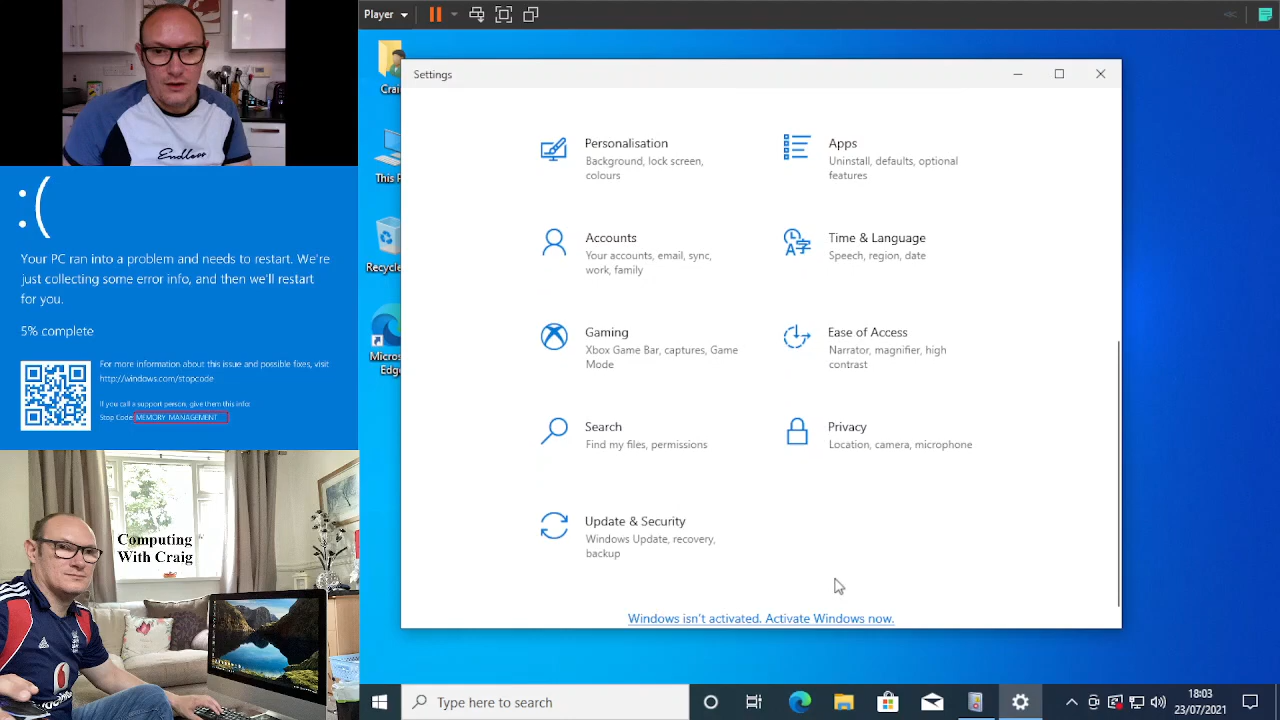 Endless
:(
Your PC ran into a problem and needs to restart. We're
just collecting some error info, and then we'll restart
for you.
5% complete
For more information about this issue and possible fixes, visit
http://windows.com/stopcode
If you call a support person, give them this info:
Stop Code: MEMORY MANAGEMENT
Computing
With Craig
Player
Crai
This P
Recycle
Micros
Edge
Settings
Personalisation
Background, lock screen,
colours
Apps
Uninstall, defaults, optional
features
Accounts
Your accounts, email, sync,
work, family
Time & Language
Speech, region, date
Gaming
Xbox Game Bar, captures, Game
Mode
Ease of Access
Narrator, magnifier, high
contrast
Search
Find my files, permissions
Privacy
Location, camera, microphone
Update & Security
Windows Update, recovery,
backup
Windows isn't activated. Activate Windows now.
Type here to search
18:03
23/07/2021